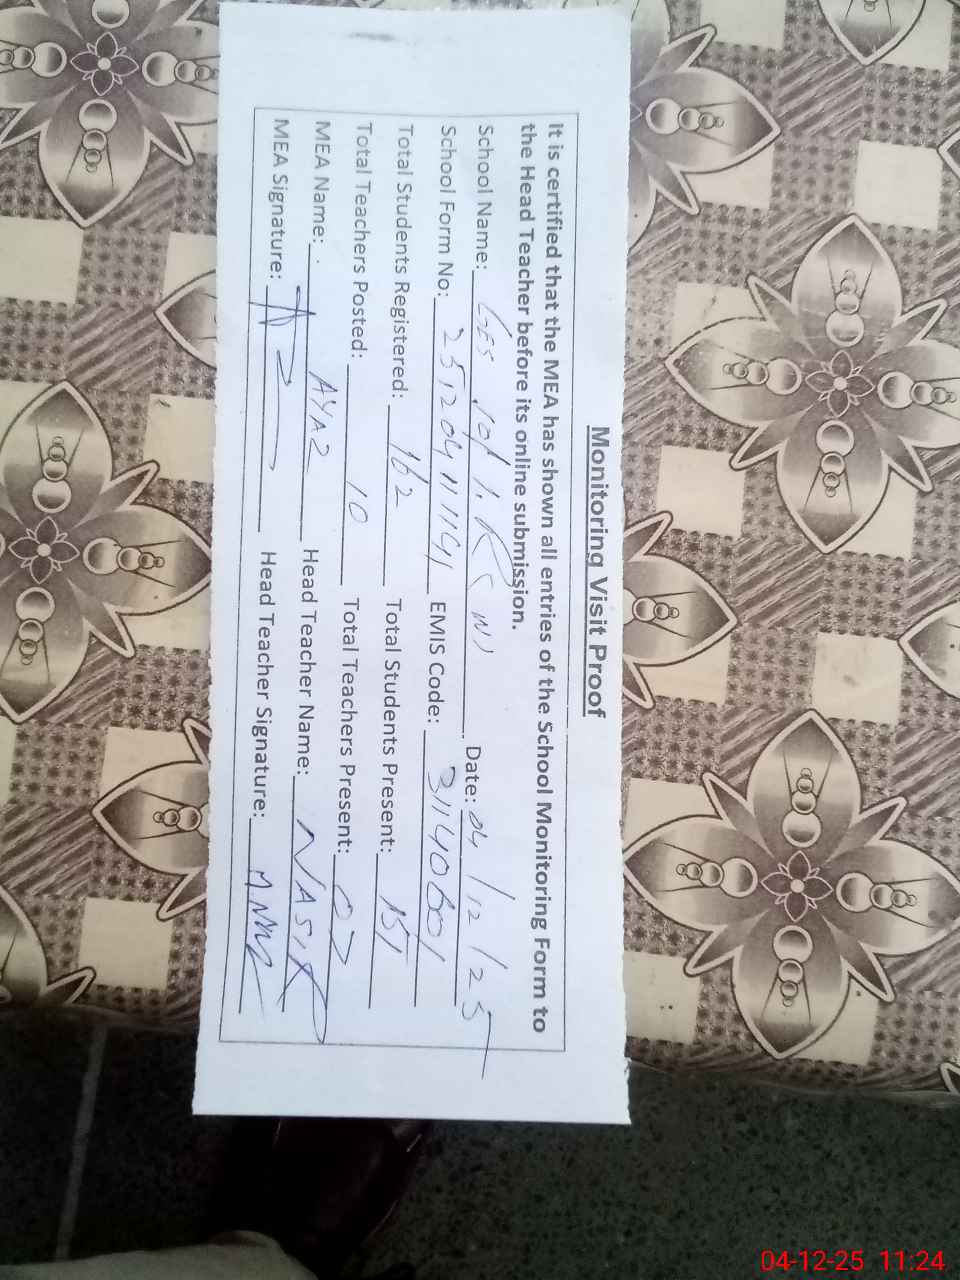 Monitoring Visit Proof
It is certified that the MEA has shown all entries of the School Monitoring Form to
the Head Teacher before its online submission.
School Name: GES 101/1.R Date: 04/12/25
School Form No: EMIS Code: 31140601
Total Students Registered: 162 Total Students Present: 151
Total Teachers Posted: 10 Total Teachers Present: 07
MEA Name: AYAZ Head Teacher Name: NASIR
MEA Signature: Head Teacher Signature:
04-12-25 11:24